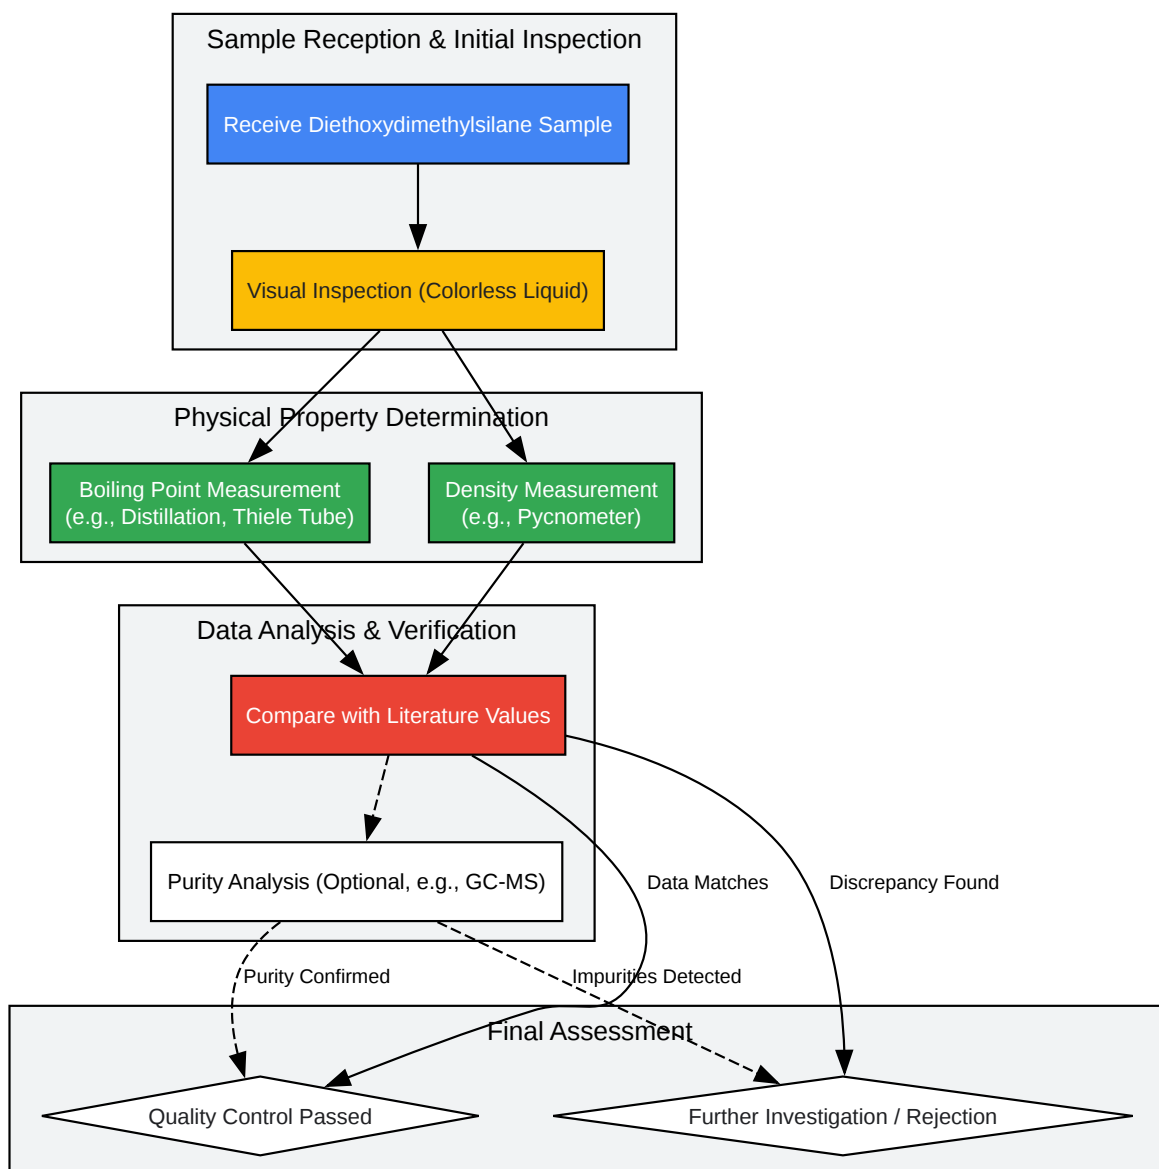 Sample Reception & Initial Inspection
Receive Diethoxydimethylsilane Sample
Visual Inspection (Colorless Liquid)
Physical Property Determination
Boiling Point Measurement
(e.g., Distillation, Thiele Tube)
Density Measurement
(e.g., Pycnometer)
Data Analysis & Verification
Compare with Literature Values
Purity Analysis (Optional, e.g., GC-MS)
Data Matches
Discrepancy Found
Purity Confirmed
Impurities Detected
Final Assessment
Quality Control Passed
Further Investigation / Rejection